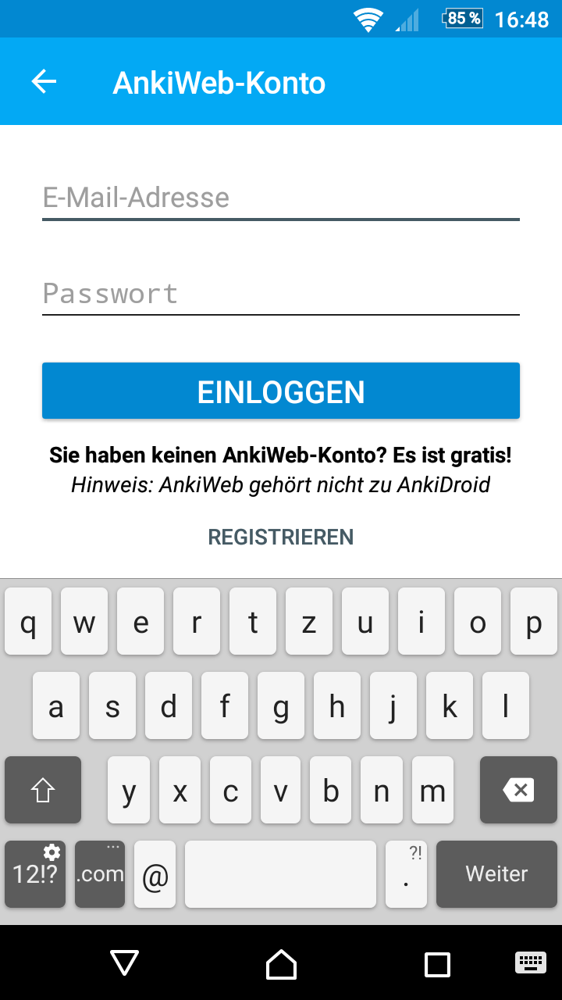 85 % 16:48
AnkiWeb-Konto
E-Mail-Adresse
Passwort
EINLOGGEN
Sie haben keinen AnkiWeb-Konto? Es ist gratis!
Hinweis: AnkiWeb gehört nicht zu AnkiDroid
REGISTRIEREN
q w e r t z u i o p
a s d f g h j k l
y x c v b n m
12!? .com ... @ . ?! Weiter